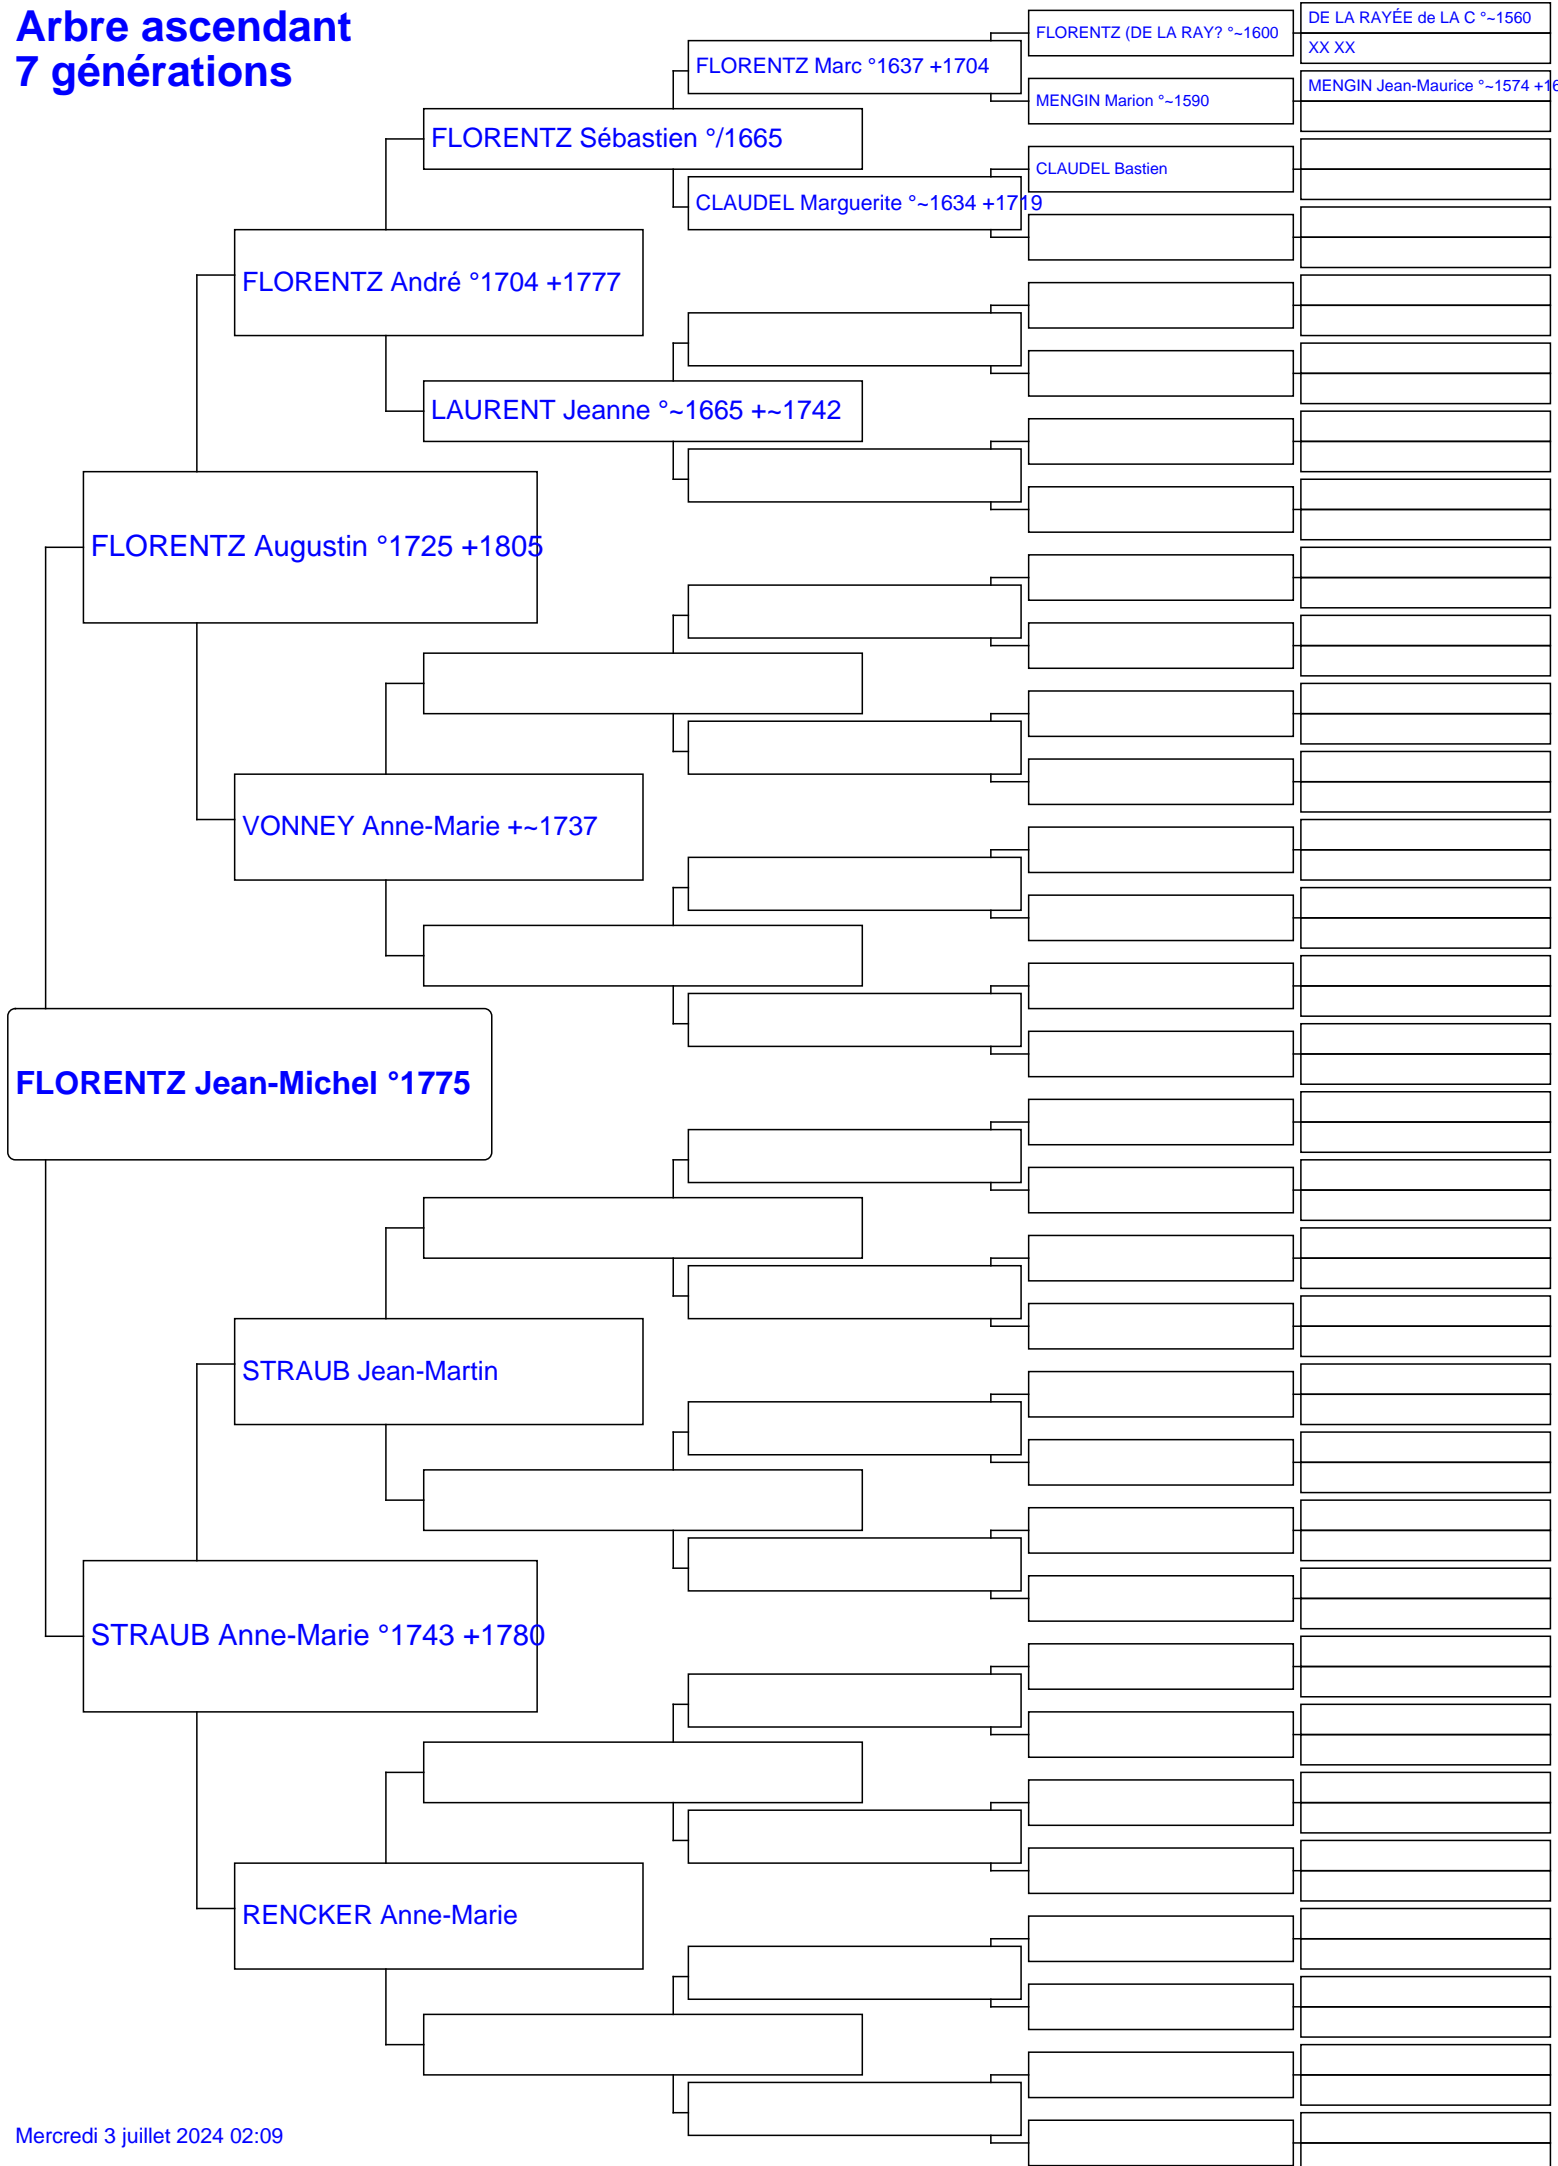 Arbre ascendant
7 générations
FLORENTZ Jean-Michel °1775
FLORENTZ Augustin °1725 +1805
STRAUB Anne-Marie °1743 +1780
FLORENTZ André °1704 +1777
VONNEY Anne-Marie +~1737
STRAUB Jean-Martin
RENCKER Anne-Marie
FLORENTZ Sébastien °/1665
LAURENT Jeanne °~1665 +~1742
FLORENTZ Marc °1637 +1704
CLAUDEL Marguerite °~1634 +1719
FLORENTZ (DE LA RAY? °~1600
MENGIN Marion °~1590
CLAUDEL Bastien
DE LA RAYÉE de LA C °~1560
XX XX
MENGIN Jean-Maurice °~1574
Mercredi 3 juillet 2024 02:09